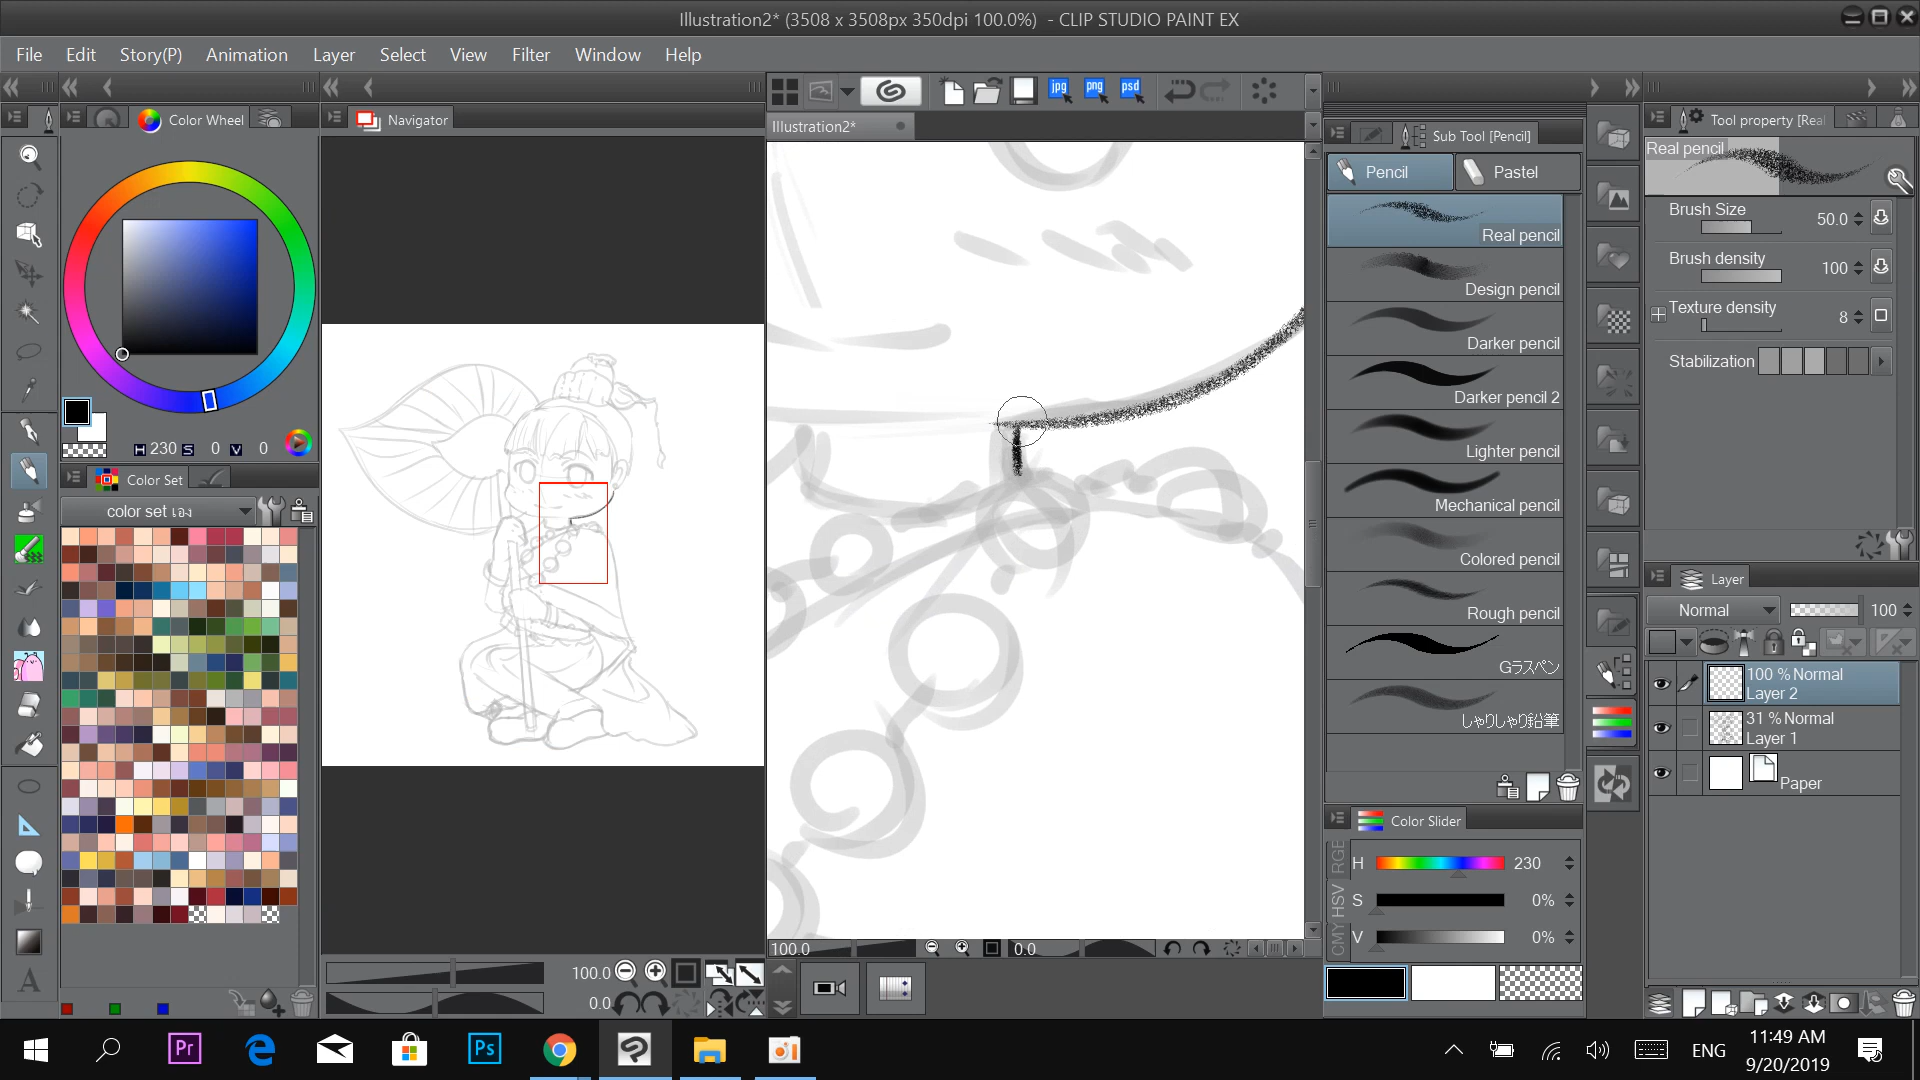 Illustration2* (3508 x 3508px 350dpi 100.0%)  - CLIP STUDIO PAINT EX
File Edit Story(P) Animation Layer Select View Filter Window Help
Color Wheel
Navigator
jpg png psd
Illustration2*
Sub Tool [Pencil]
Tool property [Real
Pencil
Pastel
Real pencil
Real pencil
Design pencil
Darker pencil
Darker pencil 2
Lighter pencil
Mechanical pencil
Colored pencil
Rough pencil
Gラスペン
しゃりしゃり鉛筆
Brush Size 50.0
Brush density 100
Texture density 8
Stabilization
H 230 S 0 V 0
Color Set
color set เอง
Layer
Normal 100
100 % Normal
Layer 2
31 % Normal
Layer 1
Paper
Color Slider
RGB
HSV
CMY
H 230
S 0%
V 0%
100.0
0.0
100.0
0.0
A
Pr
Ps
ENG
11:49 AM
9/20/2019